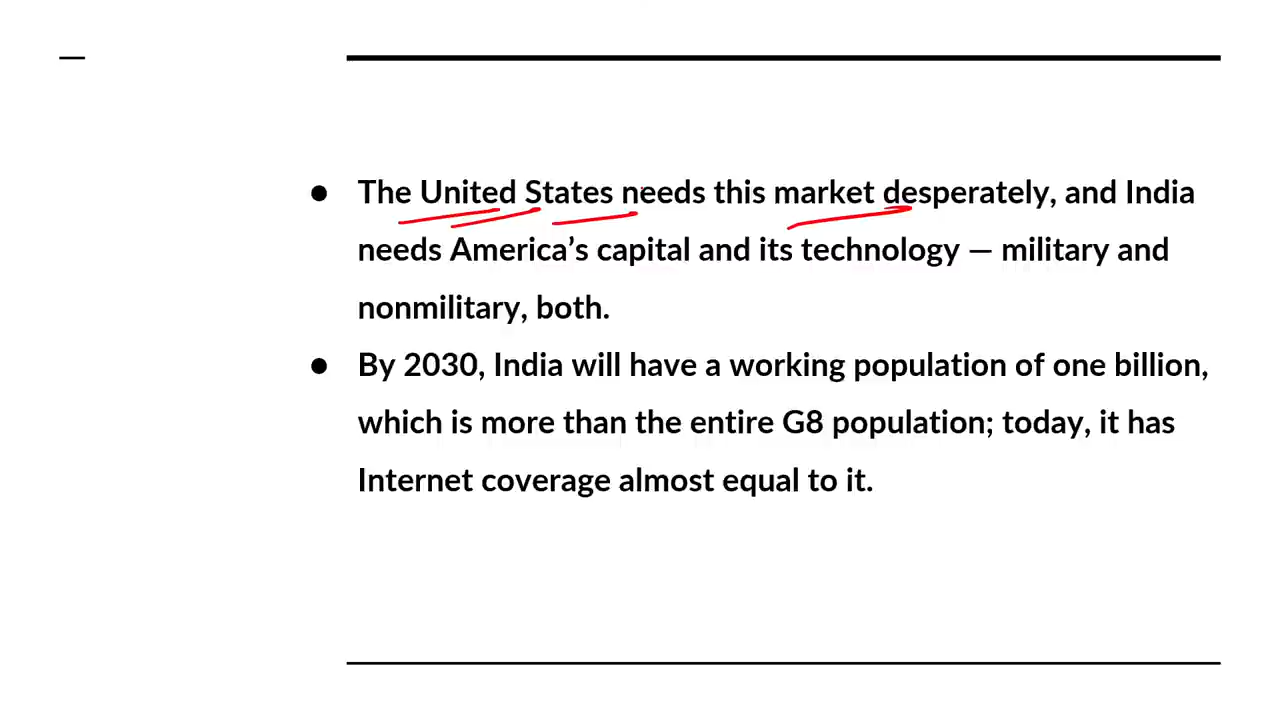 ● The United States needs this market desperately, and India
needs America’s capital and its technology — military and
nonmilitary, both.
● By 2030, India will have a working population of one billion,
which is more than the entire G8 population; today, it has
Internet coverage almost equal to it.